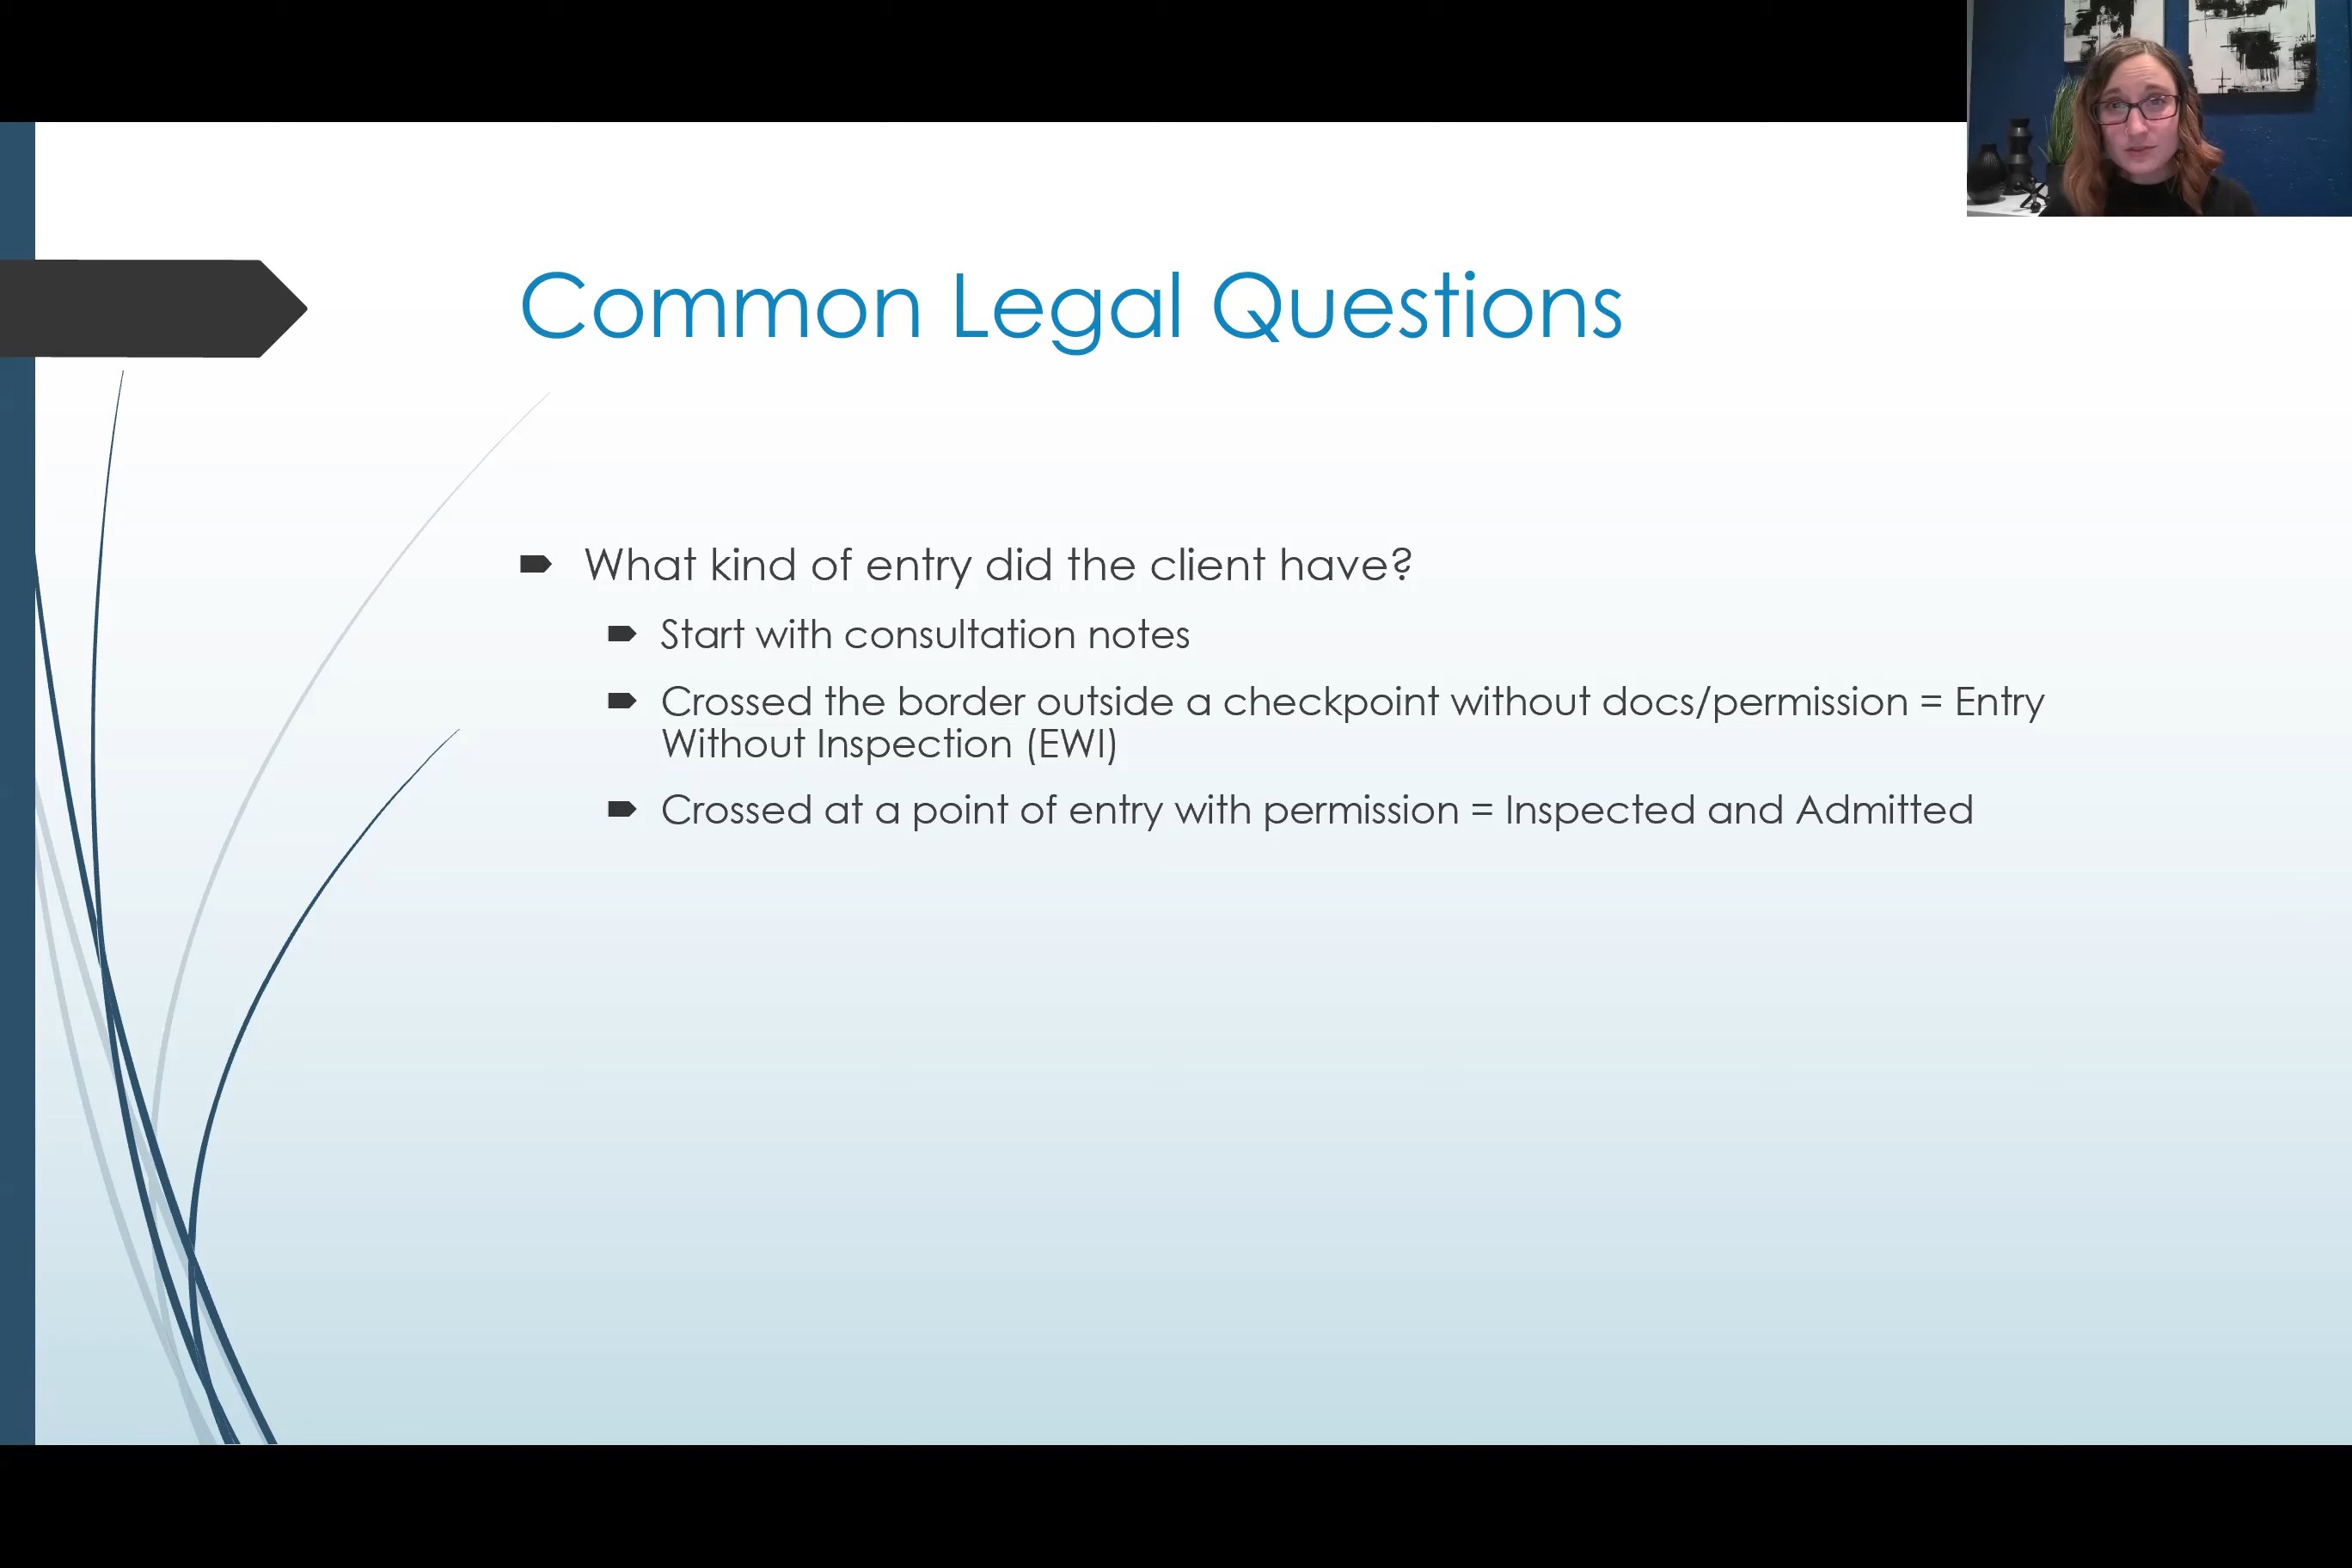 Common Legal Questions
What kind of entry did the client have?
Start with consultation notes
Crossed the border outside a checkpoint without docs/permission = Entry
Without Inspection (EWI)
Crossed at a point of entry with permission = Inspected and Admitted